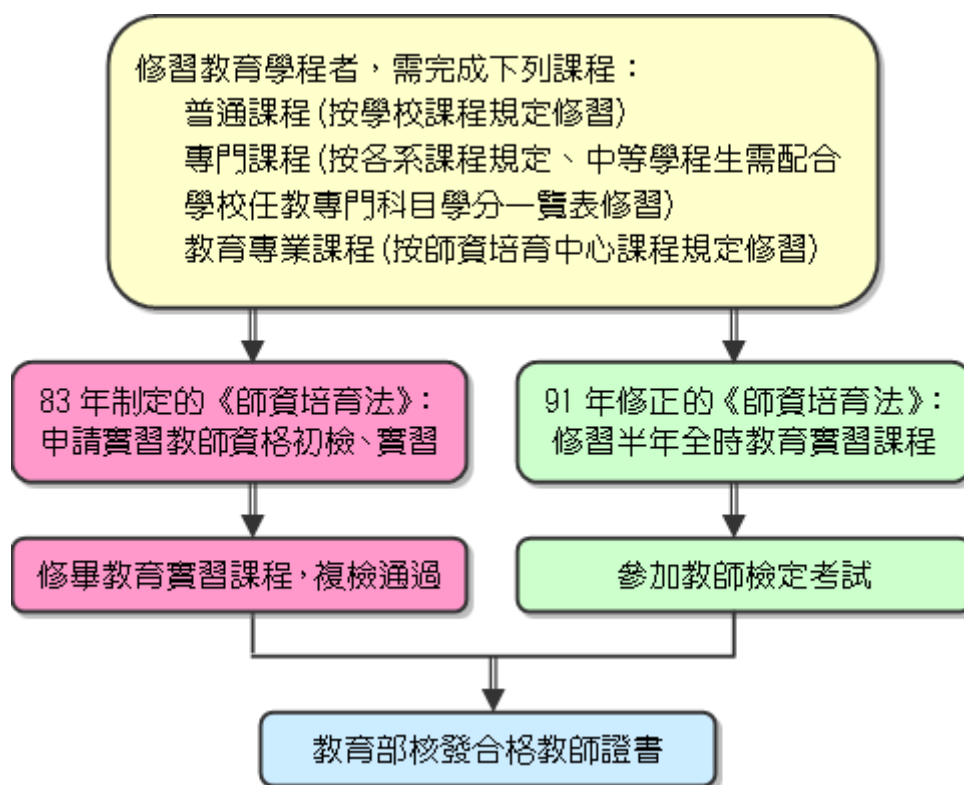 修習教育學程者，需完成下列課程：
普通課程(按學校課程規定修習)
專門課程(按各系課程規定、中等學程生需配合
學校任教專門科目學分一覽表修習)
教育專業課程(按師資培育中心課程規定修習)
83 年制定的《師資培育法》：
申請實習教師資格初檢、實習
91 年修正的《師資培育法》：
修習半年全時教育實習課程
修畢教育實習課程，複檢通過
參加教師檢定考試
教育部核發合格教師證書